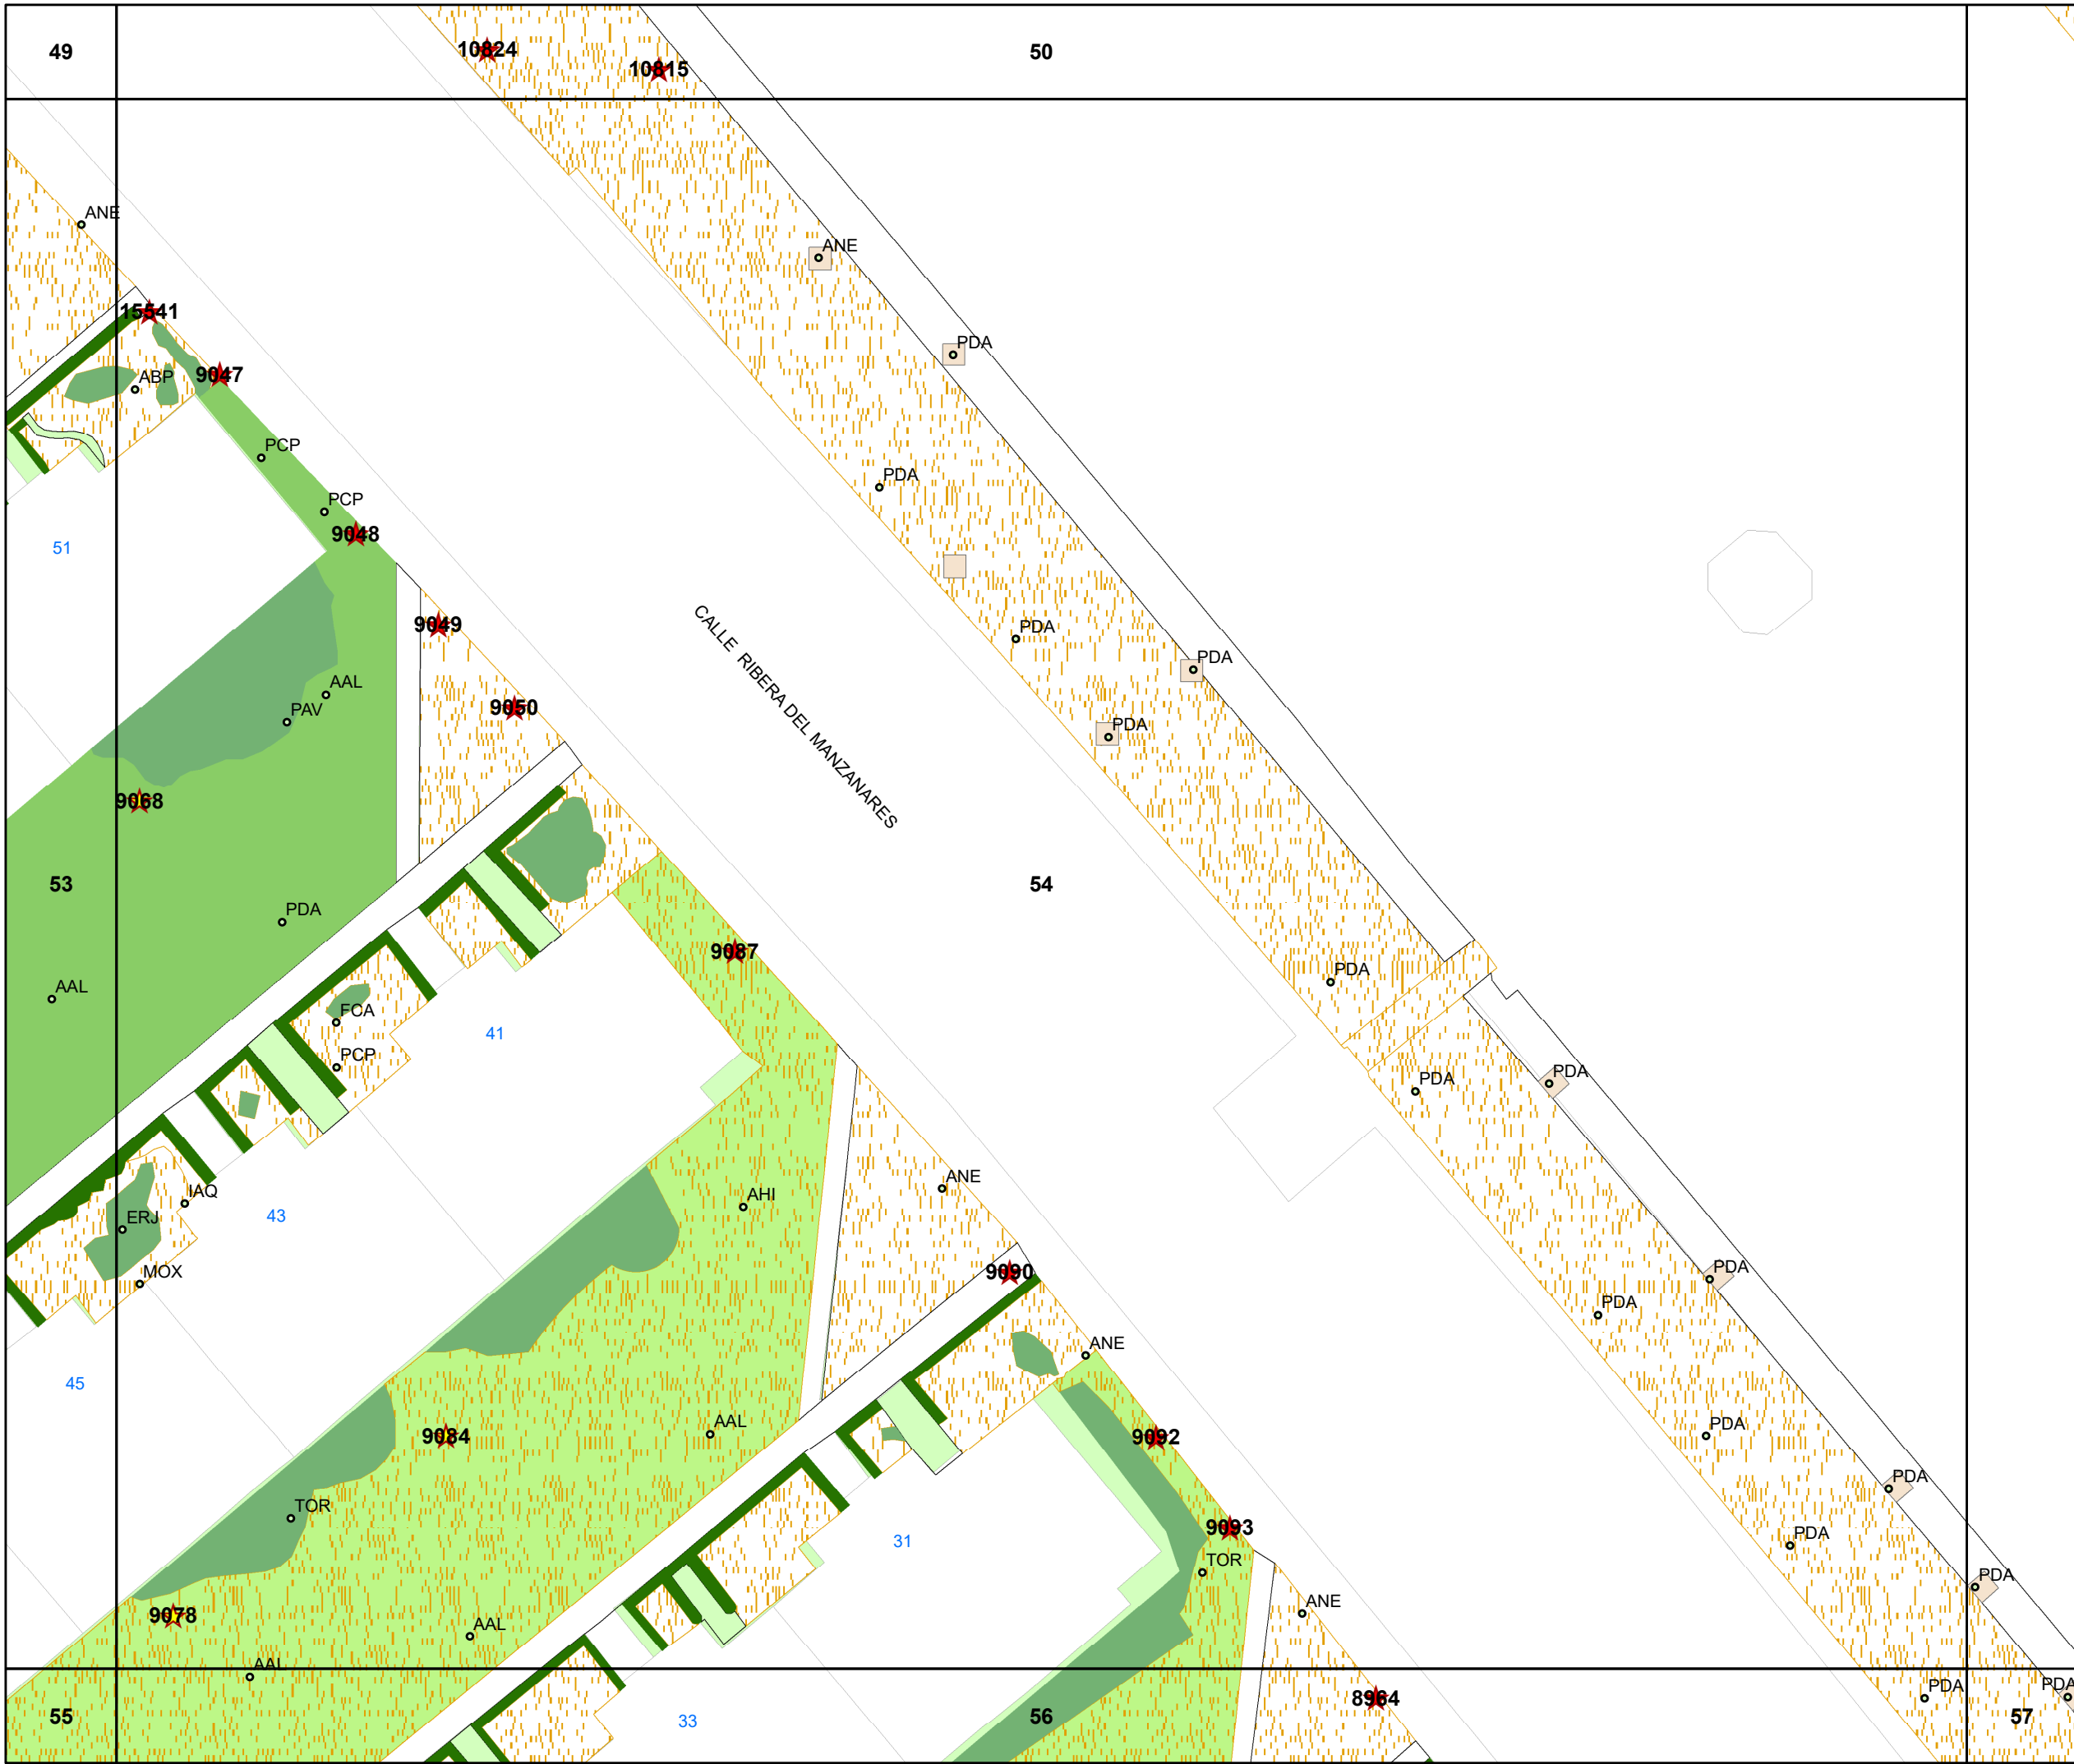 49
50
10824
10815
ANE
ANE
15541
PDA
9047
ABP
PCP
PDA
PCP
9048
51
9049
PDA
PDA
AAL
PAV
9050
PDA
CALLE RIBERA DEL MANZANARES
9068
53
54
PDA
9087
PDA
AAL
FCA
41
PCP
PDA
PDA
ANE
IAQ
AHI
ERJ
43
MOX
9090
PDA
PDA
ANE
45
AAL
9084
9092
PDA
PDA
TOR
9093
31
PDA
TOR
PDA
ANE
9078
AAL
AAL
PDA
PDA
8964
55
33
56
57